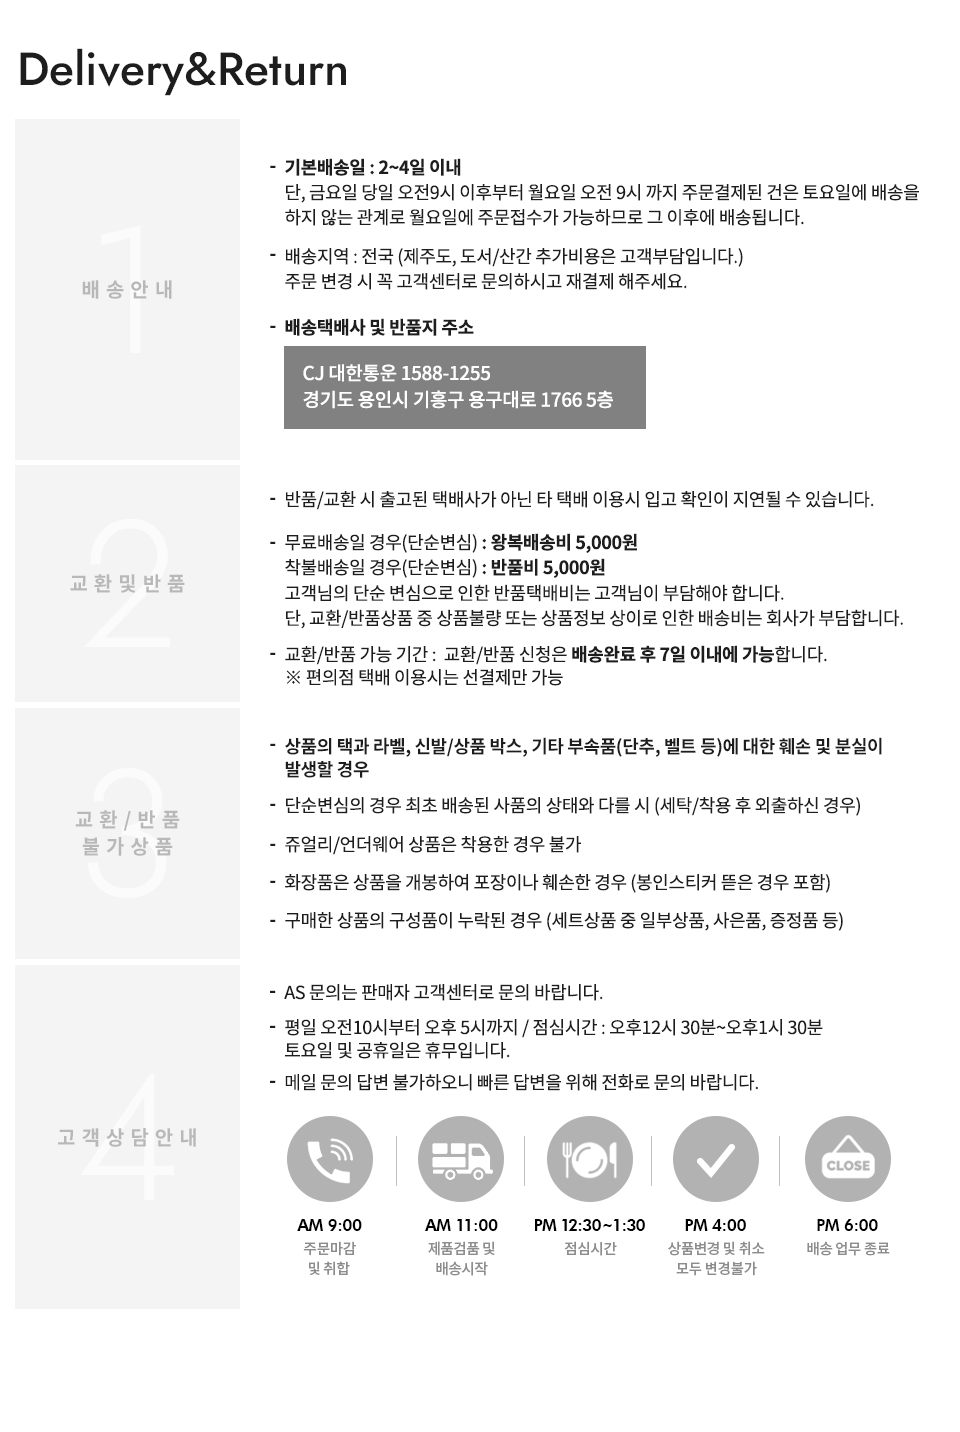 Delivery&Return
1
배송안내
- 기본배송일 : 2~4일 이내
단, 금요일 당일 오전9시 이후부터 월요일 오전 9시 까지 주문결제된 건은 토요일에 배송을
하지 않는 관계로 월요일에 주문접수가 가능하므로 그 이후에 배송됩니다.
- 배송지역 : 전국 (제주도, 도서/산간 추가비용은 고객부담입니다.)
주문 변경 시 꼭 고객센터로 문의하시고 재결제 해주세요.
- 배송택배사 및 반품지 주소
CJ 대한통운 1588-1255
경기도 용인시 기흥구 용구대로 1766 5층
2
교환및반품
- 반품/교환 시 출고된 택배사가 아닌 타 택배 이용시 입고 확인이 지연될 수 있습니다.
- 무료배송일 경우(단순변심) : 왕복배송비 5,000원
착불배송일 경우(단순변심) : 반품비 5,000원
고객님의 단순 변심으로 인한 반품택배비는 고객님이 부담해야 합니다.
단, 교환/반품상품 중 상품불량 또는 상품정보 상이로 인한 배송비는 회사가 부담합니다.
- 교환/반품 가능 기간 : 교환/반품 신청은 배송완료 후 7일 이내에 가능합니다.
※ 편의점 택배 이용시는 선결제만 가능
3
교환/반품
불가상품
- 상품의 택과 라벨, 신발/상품 박스, 기타 부속품(단추, 벨트 등)에 대한 훼손 및 분실이
발생할 경우
- 단순변심의 경우 최초 배송된 사품의 상태와 다를 시 (세탁/착용 후 외출하신 경우)
- 쥬얼리/언더웨어 상품은 착용한 경우 불가
- 화장품은 상품을 개봉하여 포장이나 훼손한 경우 (봉인스티커 뜯은 경우 포함)
- 구매한 상품의 구성품이 누락된 경우 (세트상품 중 일부상품, 사은품, 증정품 등)
4
고객상담안내
- AS 문의는 판매자 고객센터로 문의 바랍니다.
- 평일 오전10시부터 오후 5시까지 / 점심시간 : 오후12시 30분~오후1시 30분
토요일 및 공휴일은 휴무입니다.
- 메일 문의 답변 불가하오니 빠른 답변을 위해 전화로 문의 바랍니다.
CLOSE
AM 9:00
주문마감
및 취합
AM 11:00
제품검품 및
배송시작
PM 12:30~1:30
점심시간
PM 4:00
상품변경 및 취소
모두 변경불가
PM 6:00
배송 업무 종료